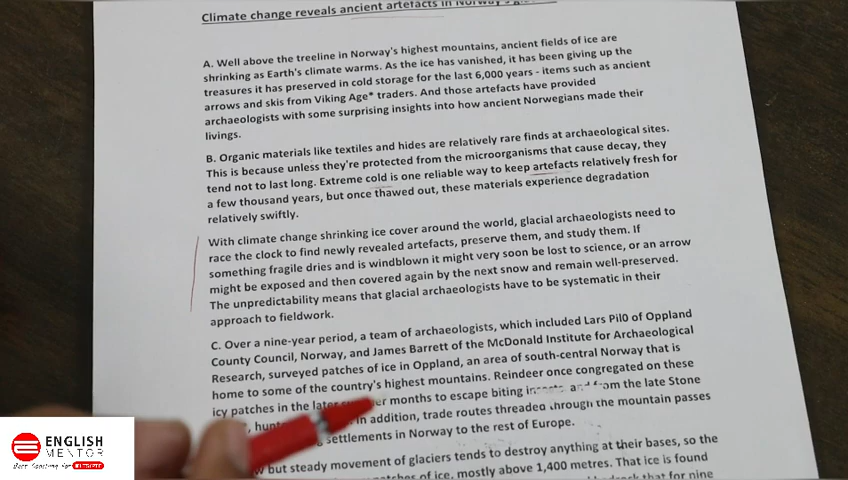 Climate change reveals ancient artefacts in Norway's
A. Well above the treeline in Norway's highest mountains, ancient fields of ice are
shrinking as Earth's climate warms. As the ice has vanished, it has been giving up the
treasures it has preserved in cold storage for the last 6,000 years - items such as ancient
arrows and skis from Viking Age* traders. And those artefacts have provided
archaeologists with some surprising insights into how ancient Norwegians made their
livings.
B. Organic materials like textiles and hides are relatively rare finds at archaeological sites.
This is because unless they're protected from the microorganisms that cause decay, they
tend not to last long. Extreme cold is one reliable way to keep artefacts relatively fresh for
a few thousand years, but once thawed out, these materials experience degradation
relatively swiftly.
With climate change shrinking ice cover around the world, glacial archaeologists need to
race the clock to find newly revealed artefacts, preserve them, and study them. If
something fragile dries and is windblown it might very soon be lost to science, or an arrow
might be exposed and then covered again by the next snow and remain well-preserved.
The unpredictability means that glacial archaeologists have to be systematic in their
approach to fieldwork.
C. Over a nine-year period, a team of archaeologists, which included Lars Pil0 of Oppland
County Council, Norway, and James Barrett of the McDonald Institute for Archaeological
Research, surveyed patches of ice in Oppland, an area of south-central Norway that is
home to some of the country's highest mountains. Reindeer once congregated on these
icy patches in the later months to escape biting and from the late Stone
In addition, trade routes threaded through the mountain passes
settlements in Norway to the rest of Europe.
but steady movement of glaciers tends to destroy anything at their bases, so the
patches of ice, mostly above 1,400 metres. That ice is found
that for nine
ENGLISH
MENTOR